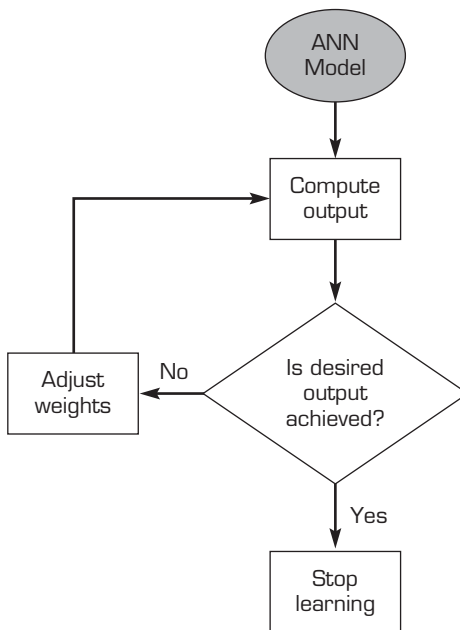 ANN
Model
Compute
output
Is desired
output
achieved?
No
Adjust
weights
Yes
Stop
learning